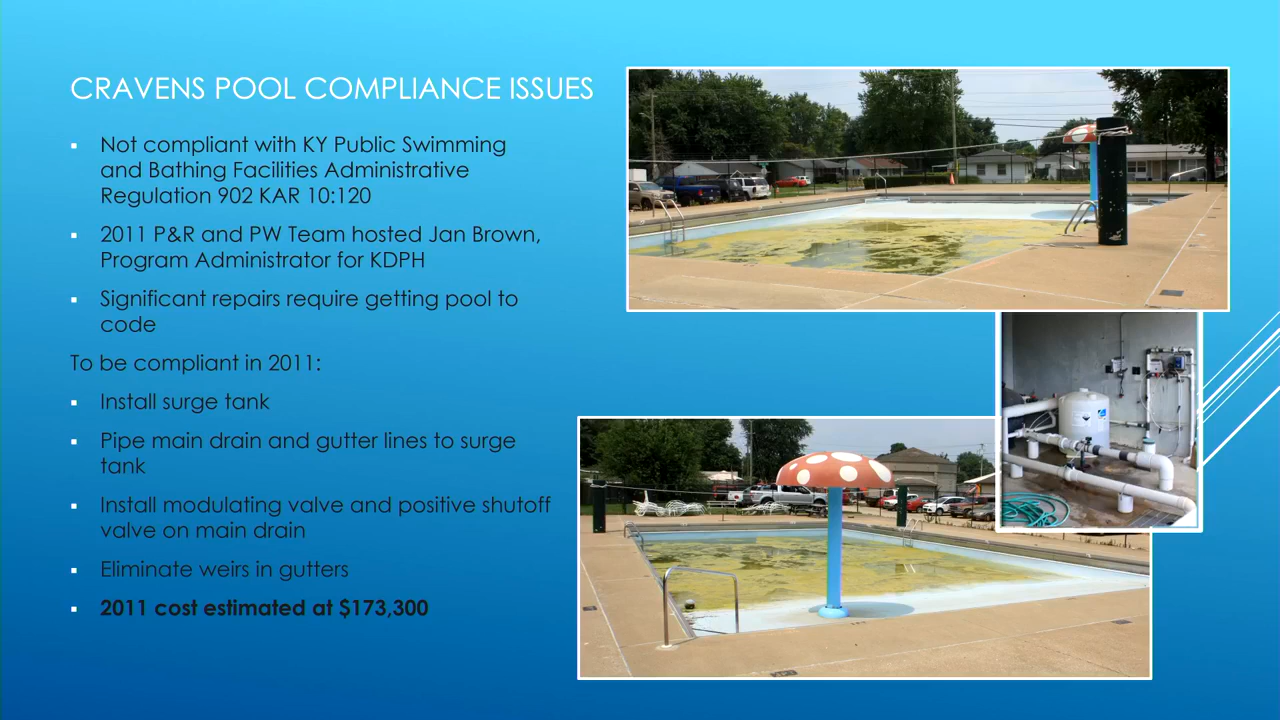 CRAVENS POOL COMPLIANCE ISSUES
▪ Not compliant with KY Public Swimming
and Bathing Facilities Administrative
Regulation 902 KAR 10:120
▪ 2011 P&R and PW Team hosted Jan Brown,
Program Administrator for KDPH
▪ Significant repairs require getting pool to
code
To be compliant in 2011:
▪ Install surge tank
▪ Pipe main drain and gutter lines to surge
tank
▪ Install modulating valve and positive shutoff
valve on main drain
▪ Eliminate weirs in gutters
▪ 2011 cost estimated at $173,300